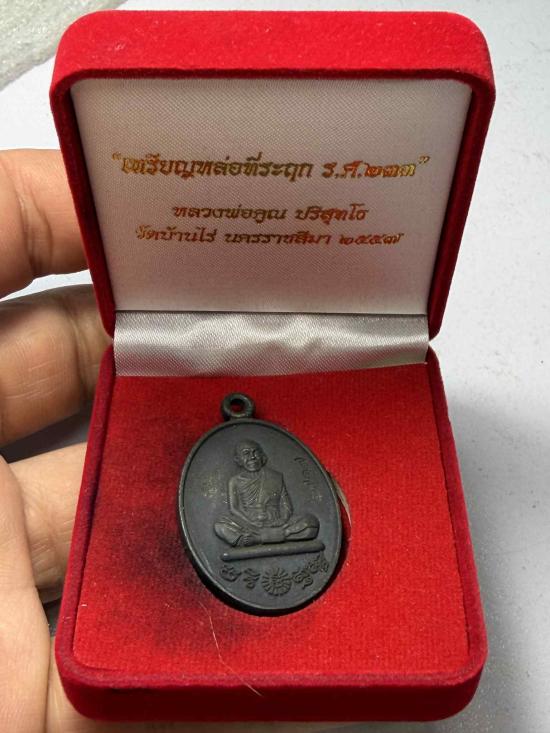 "เหรียญหล่อที่ระฤก ร.ศ.๒๓๓"
หลวงพ่อคูณ ปริสุทโธ
วัดบ้านไร่ นครราชสีมา ๒๕๕๗